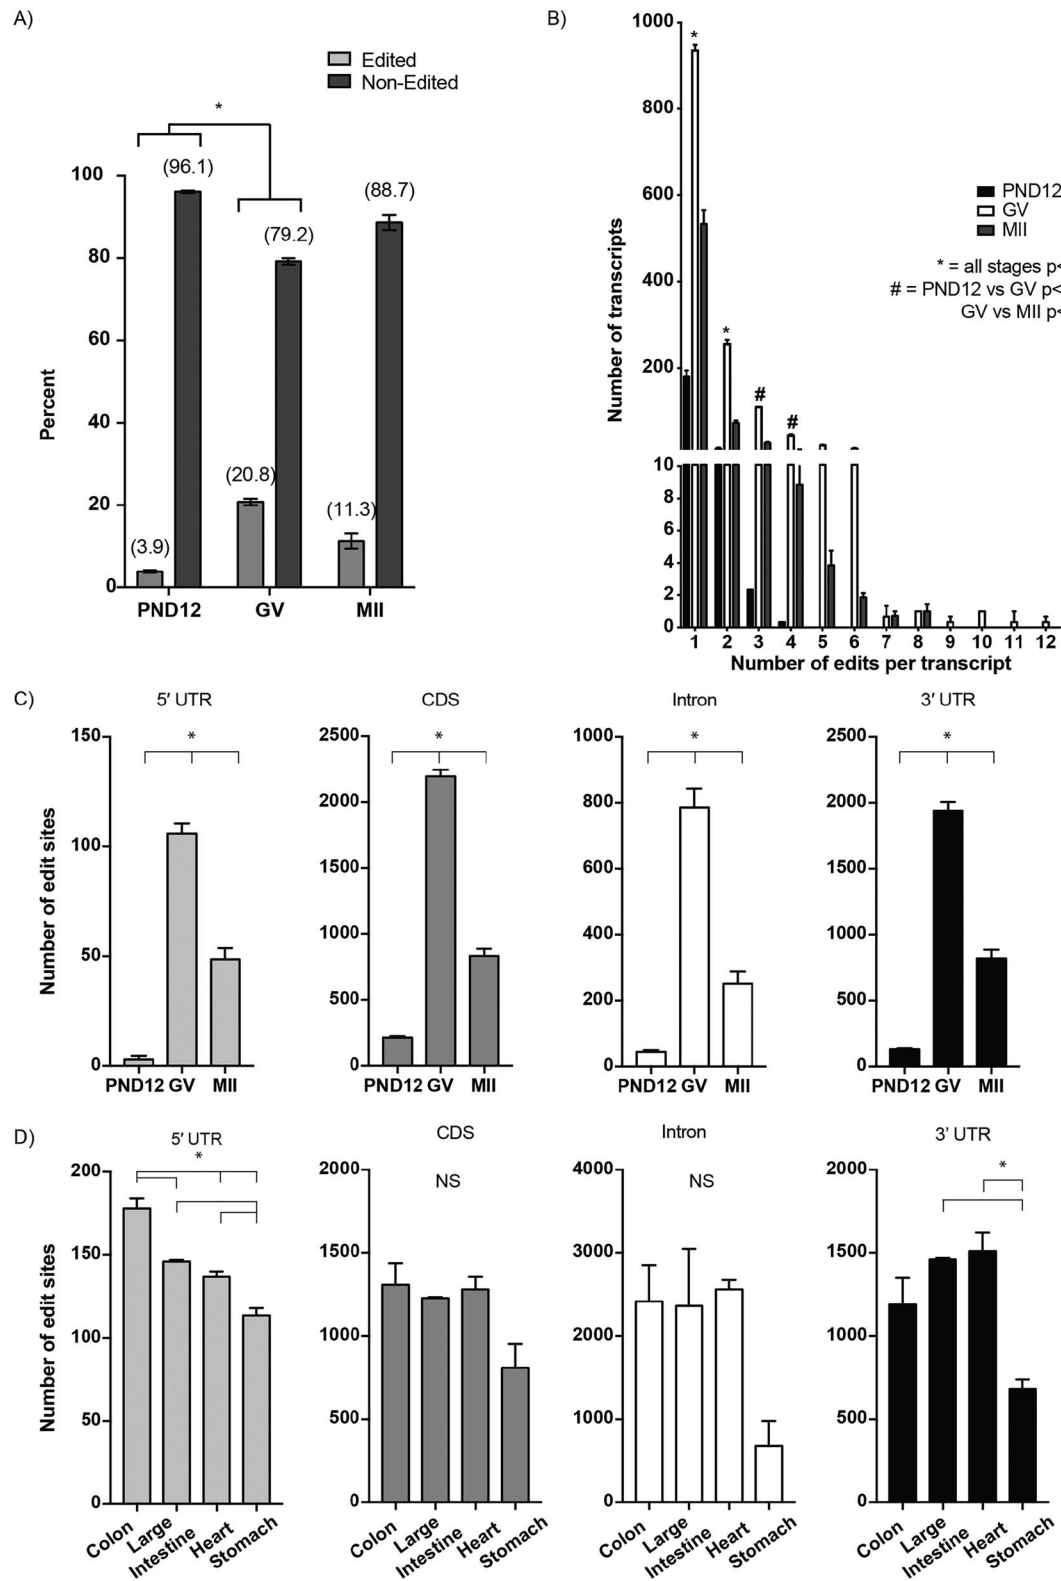 A)
Edited
Non-Edited
*
(96.1)
(79.2)
(88.7)
(3.9)
(20.8)
(11.3)
100
80
60
40
20
0
Percent
PND12 GV MII
B)
1000
800
600
400
200
10
8
6
4
2
0
Number of transcripts
* * # #
PND12
GV
MII
* = all stages p<
# = PND12 vs GV p<
GV vs MII p<
1 2 3 4 5 6 7 8 9 10 11 12
Number of edits per transcript
C)
5′ UTR
150
100
50
0
Number of edit sites
*
PND12 GV MII
CDS
2500
2000
1500
1000
500
0
*
PND12 GV MII
Intron
1000
800
600
400
200
0
*
PND12 GV MII
3′ UTR
2500
2000
1500
1000
500
0
*
PND12 GV MII
D)
5′ UTR
*
200
150
100
50
0
Number of edit sites
Colon
Large
Intestine
Heart
Stomach
CDS
NS
2000
1500
1000
500
0
Colon
Large
Intestine
Heart
Stomach
Intron
NS
4000
3000
2000
1000
0
Colon
Large
Intestine
Heart
Stomach
3' UTR
*
2000
1500
1000
500
0
Colon
Large
Intestine
Heart
Stomach